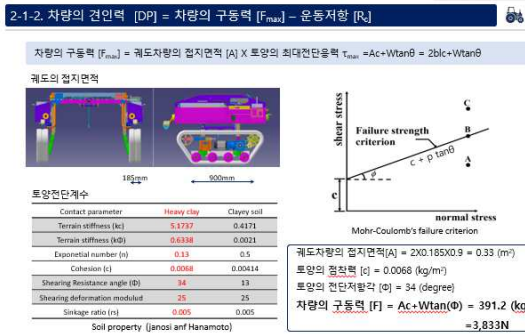 2-1-2. 차량의 견인력 [DP] = 차량의 구동력 [Fmax] – 운동저항 [Rc]
차량의 구동력 [Fmax] = 궤도차량의 접지면적 [A] X 토양의 최대전단응력 τmax =Ac+Wtanθ = 2blc+Wtanθ
궤도의 접지면적
185mm
900mm
토양전단계수
Contact parameter Heavy clay Clayey soil
Terrain stiffness (kc) 5.1737 0.4171
Terrain stiffness (kΦ) 0.6338 0.0021
Exponetial number (n) 0.13 0.5
Cohesion (c) 0.0068 0.00414
Shearing Resistance angle (Φ) 34 13
Shearing deformation modulud 25 25
Sinkage ratio (rs) 0.005 0.005
Soil property (janosi anf Hanamoto)
shear stress
Failure strength
criterion
c + p tanθ
φ
c
C
B
A
normal stress
Mohr-Coulomb's failure criterion
궤도차량의 접지면적[A] = 2X0.185X0.9 = 0.33 (m²)
토양의 점착력 [c] = 0.0068 (kg/m²)
토양의 전단저항각 [Φ] = 34 (degree)
차량의 구동력 [F] = Ac+Wtan(Φ) = 391.2 (kg
=3,833N